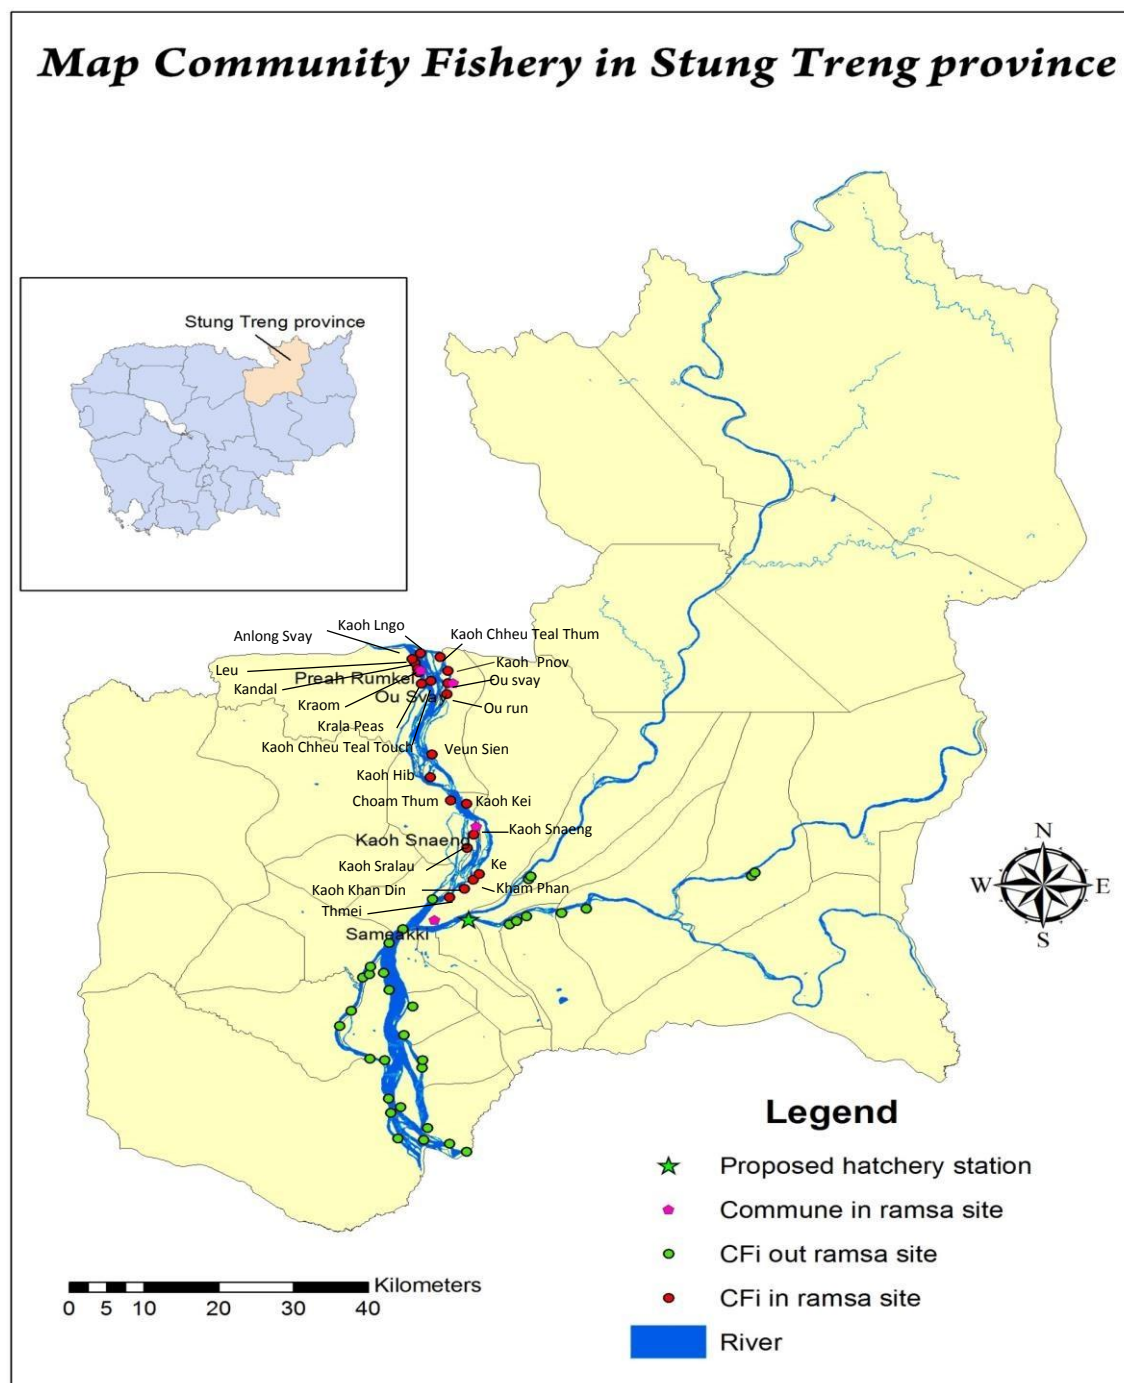 Map Community Fishery in Stung Treng province
Stung Treng province
Kaoh Lngo
Anlong Svay
Kaoh Chheu Teal Thum
Leu
Kaoh Pnov
Kandal
Preah Rumkel
Ou svay
Kraom
Ou Svay
Ou run
Krala Peas
Kaoh Chheu Teal Touch
Veun Sien
Kaoh Hib
Choam Thum
Kaoh Kei
Kaoh Snaeng
Kaoh Snaeng
Kaoh Sralau
Ke
Kaoh Khan Din
Kham Phan
Thmei
Sameakki
N
W
E
S
Legend
Proposed hatchery station
Commune in ramsa site
CFi out ramsa site
CFi in ramsa site
River
Kilometers
0 5 10 20 30 40